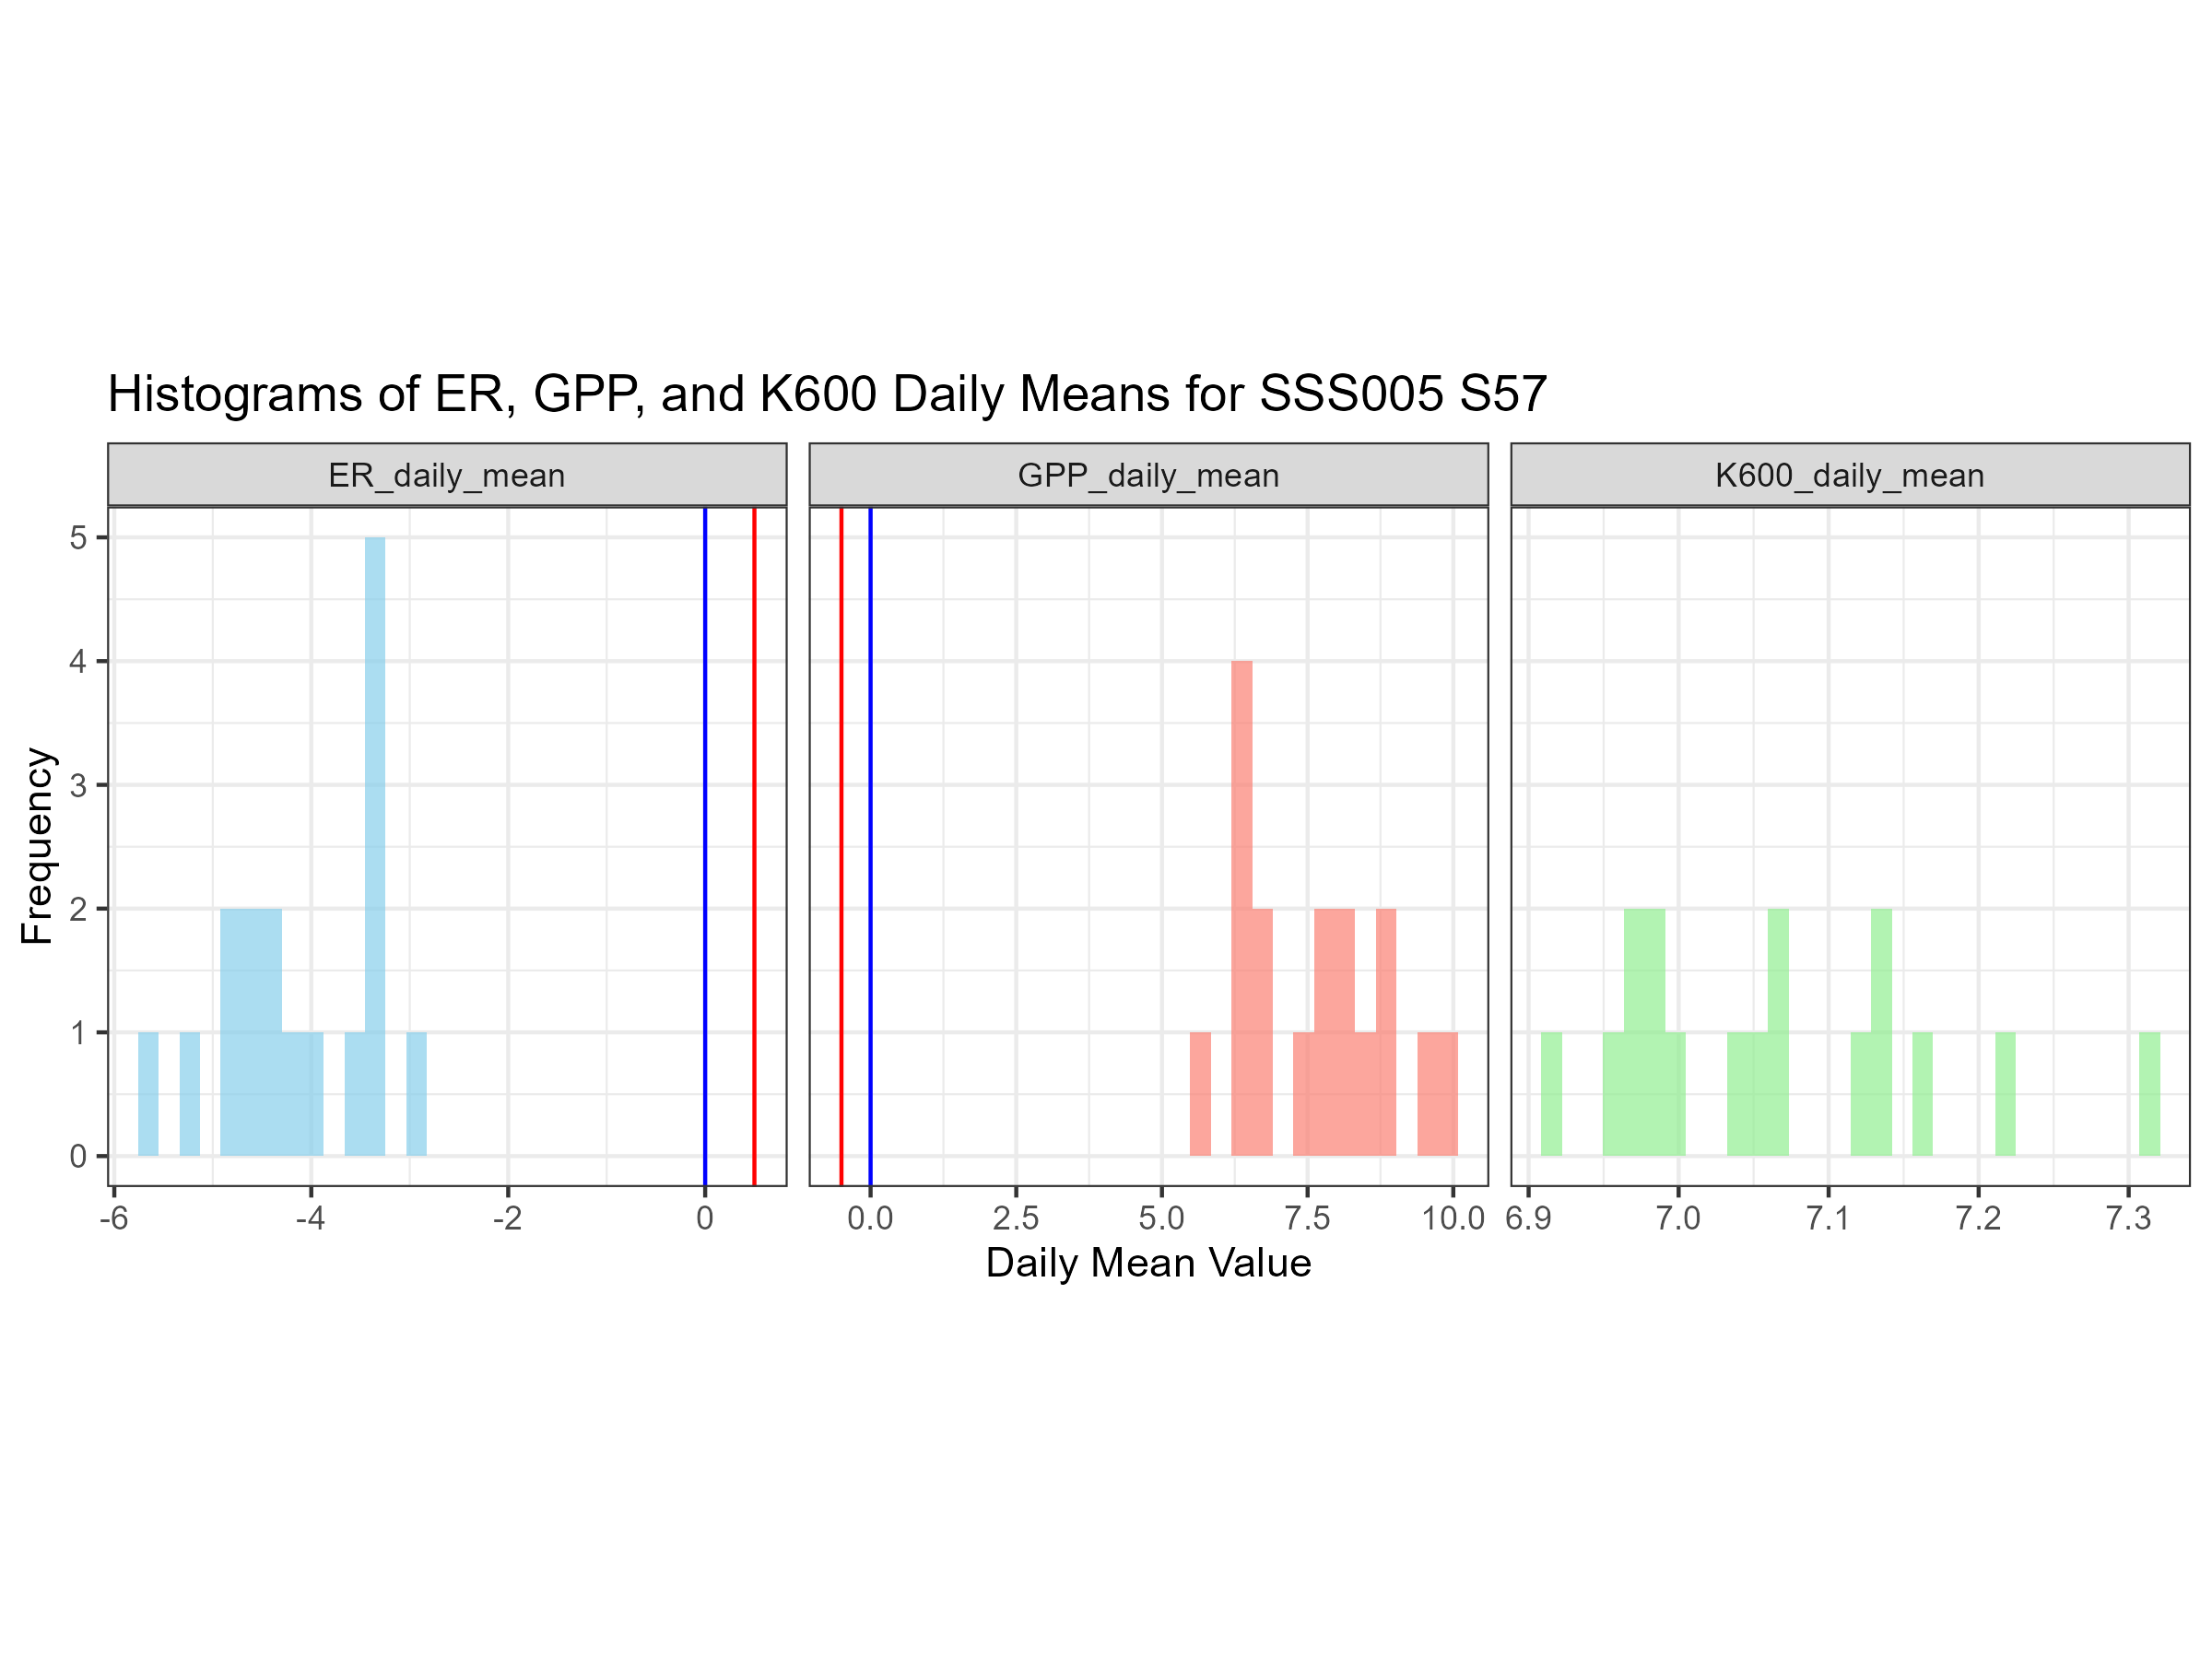 Histograms of ER, GPP, and K600 Daily Means for SSS005 S57
ER_daily_mean GPP_daily_mean K600_daily_mean
Frequency
5
4
3
2
1
0
-6 -4 -2 0 0.0 2.5 5.0 7.5 10.0 6.9 7.0 7.1 7.2 7.3
Daily Mean Value